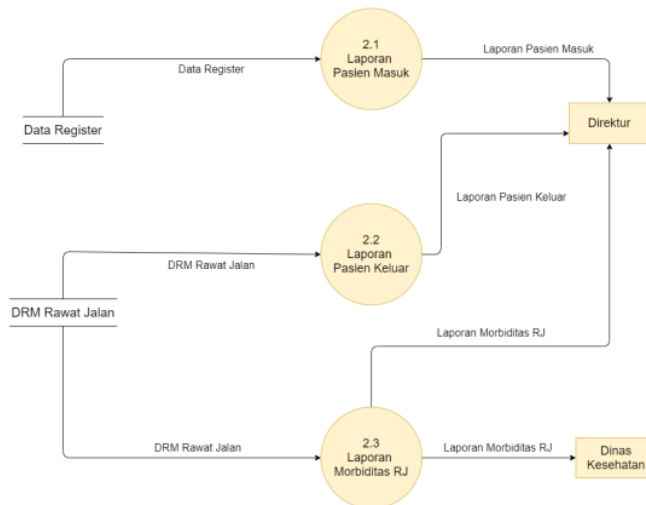 2.1
Laporan
Pasien Masuk
Laporan Pasien Masuk
Data Register
Data Register
Direktur
Laporan Pasien Keluar
2.2
Laporan
Pasien Keluar
DRM Rawat Jalan
DRM Rawat Jalan
Laporan Morbiditas RJ
2.3
Laporan
Morbiditas RJ
DRM Rawat Jalan
Laporan Morbiditas RJ
Dinas
Kesehatan